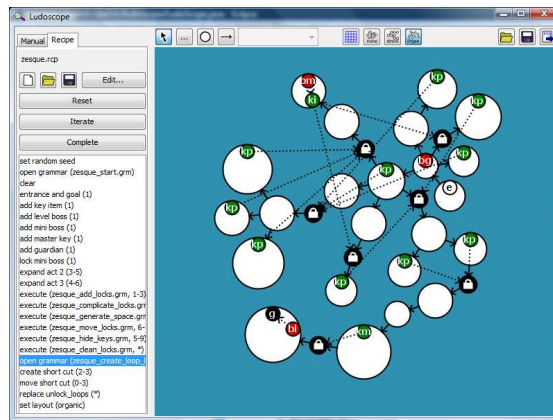 Ludoscope
Manual
Recipe
zesque.rcp
Edit...
Reset
Iterate
Complete
set random seed
open grammar (zesque_start.grm)
clear
entrance and goal (1)
add key item (1)
add level boss (1)
add mini boss (1)
add master key (1)
add guardian (1)
lock mini boss (1)
expand act 2 (3-5)
expand act 3 (4-6)
execute (zesque_add_locks.grm, 1-3)
execute (zesque_complicate_locks.grm
execute (zesque_generate_space.grm
execute (zesque_move_locks.grm, 6-
execute (zesque_hide_keys.grm, 5-9)
execute (zesque_clean_locks.grm, *)
open grammar (zesque_create_loop_l
create short cut (2-3)
move short cut (0-3)
replace unlock_loops (*)
set layout (organic)
bm
ki
kp
kp
kp
kp
bg
kp
kp
e
kp
kp
kp
kp
g
bl
km